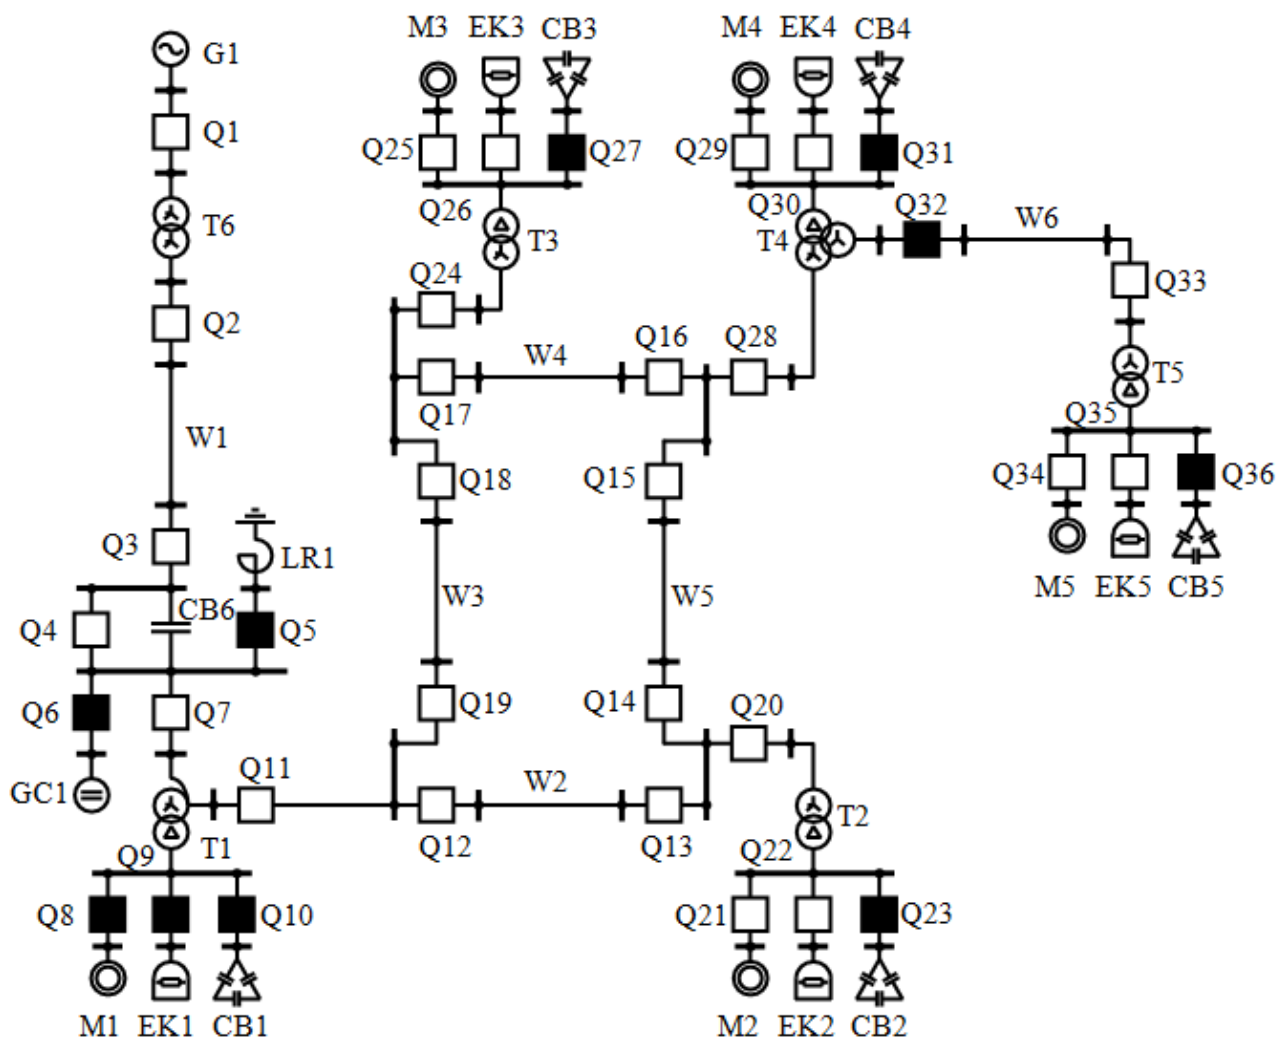 M3 EK3 CB3 M4 EK4 CB4
G1
Q1
Q25 Q27 Q29 Q31
Q26 Q30 Q32 W6
T6 T3 T4
Q24 Q33
Q2
W4 Q16 Q28
T5
Q17 Q35
W1
Q18 Q15 Q34 Q36
Q3 LR1
M5 EK5 CB5
W3 W5
CB6
Q4 Q5
Q6 Q7 Q19 Q14 Q20
Q11 W2
GC1
T2
T1 Q12 Q13 Q22
Q9
Q8 Q10 Q21 Q23
M1 EK1 CB1 M2 EK2 CB2